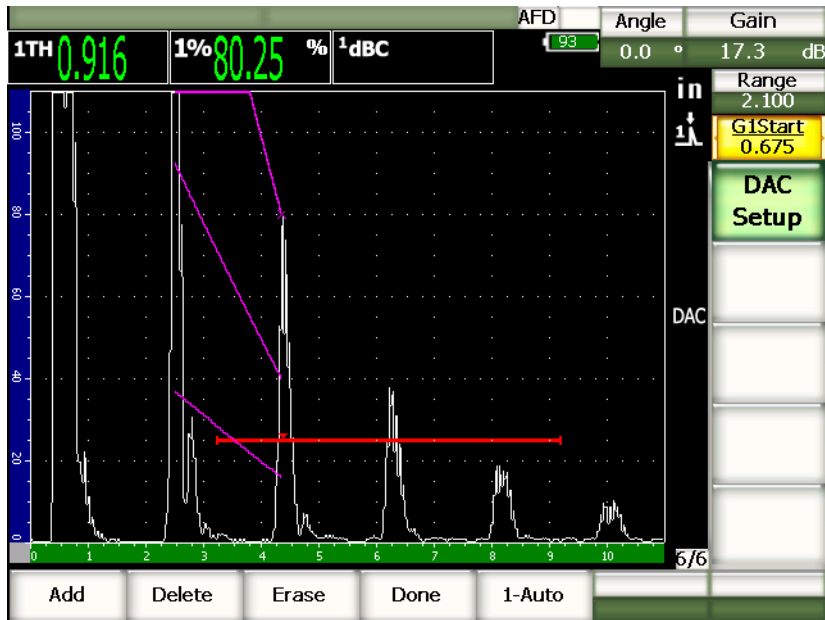 AFD Angle Gain
1TH 0.916 1% 80.25 % 1dBC 93 0.0 ° 17.3 dB
in Range
2.100
1 G1Start
0.675
DAC
Setup
DAC
100
80
60
40
20
0
0 1 2 3 4 5 6 7 8 9 10
6/6
Add Delete Erase Done 1-Auto